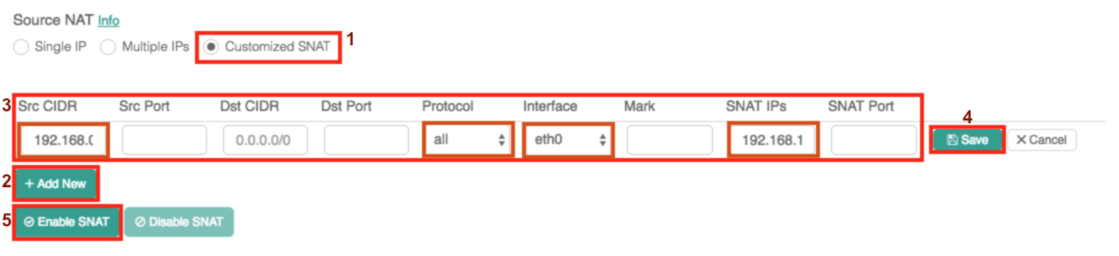 Source NAT Info
Single IP Multiple IPs Customized SNAT 1
3 Src CIDR Src Port Dst CIDR Dst Port Protocol Interface Mark SNAT IPs SNAT Port 4
192.168.( 0.0.0.0/0 all eth0 192.168.1 Save Cancel
2 + Add New
5 Enable SNAT Disable SNAT